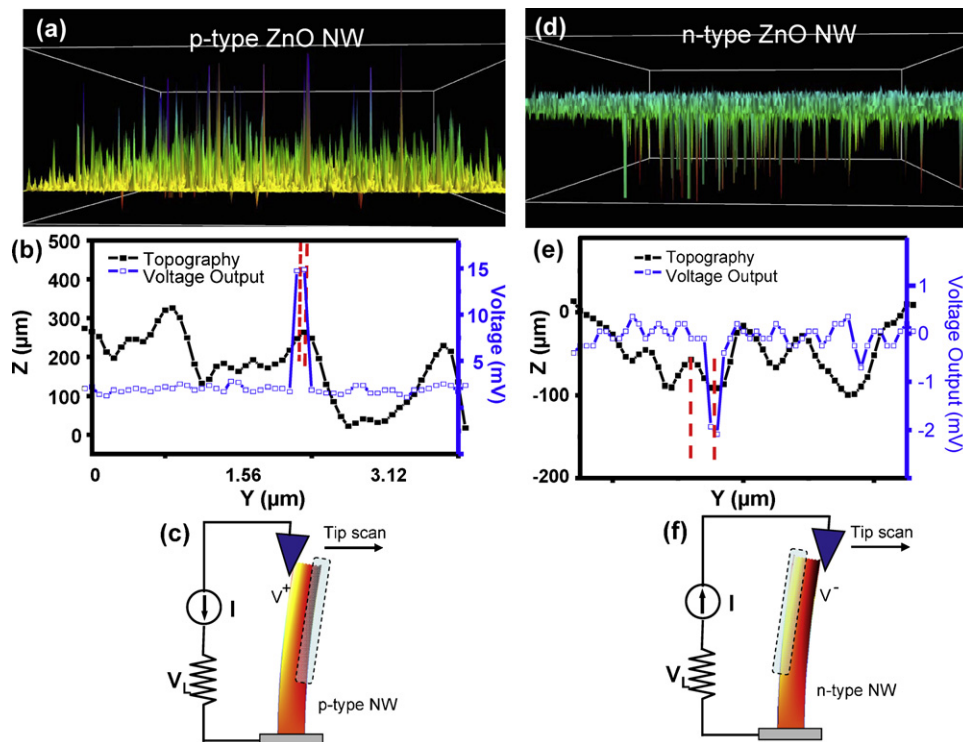 (a)
p-type ZnO NW
(d)
n-type ZnO NW
(b)
500
400
300
200
100
0
Z (μm)
Topography
Voltage Output
15
10
5
Voltage (mV)
0
1.56
3.12
Y (μm)
(e)
0
-100
-200
Z (μm)
Topography
Voltage Output
1
0
-1
-2
Voltage Output (mV)
Y (μm)
(c)
Tip scan
V+
I
VL
p-type NW
(f)
Tip scan
V-
I
VL
n-type NW